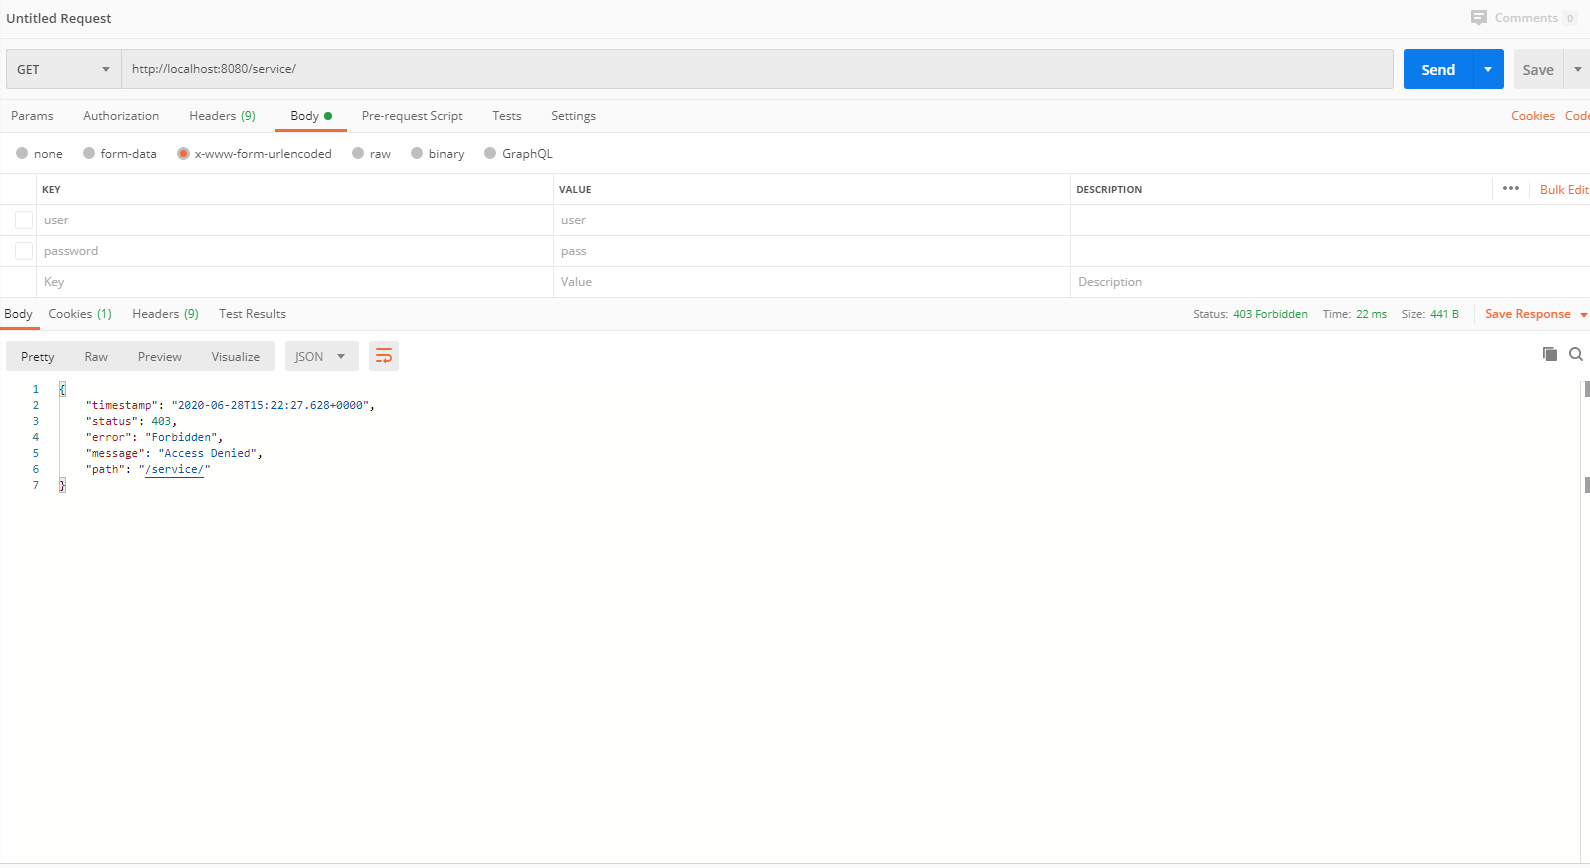 Untitled Request
Comments 0
GET http://localhost:8080/service/ Send Save
Params Authorization Headers (9) Body Pre-request Script Tests Settings Cookies Code
none form-data x-www-form-urlencoded raw binary GraphQL
KEY VALUE DESCRIPTION ••• Bulk Edit
user user
password pass
Key Value Description
Body Cookies (1) Headers (9) Test Results Status: 403 Forbidden Time: 22 ms Size: 441 B Save Response
Pretty Raw Preview Visualize JSON
1 {
2 "timestamp": "2020-06-28T15:22:27.628+0000",
3 "status": 403,
4 "error": "Forbidden",
5 "message": "Access Denied",
6 "path": "/service/"
7 }